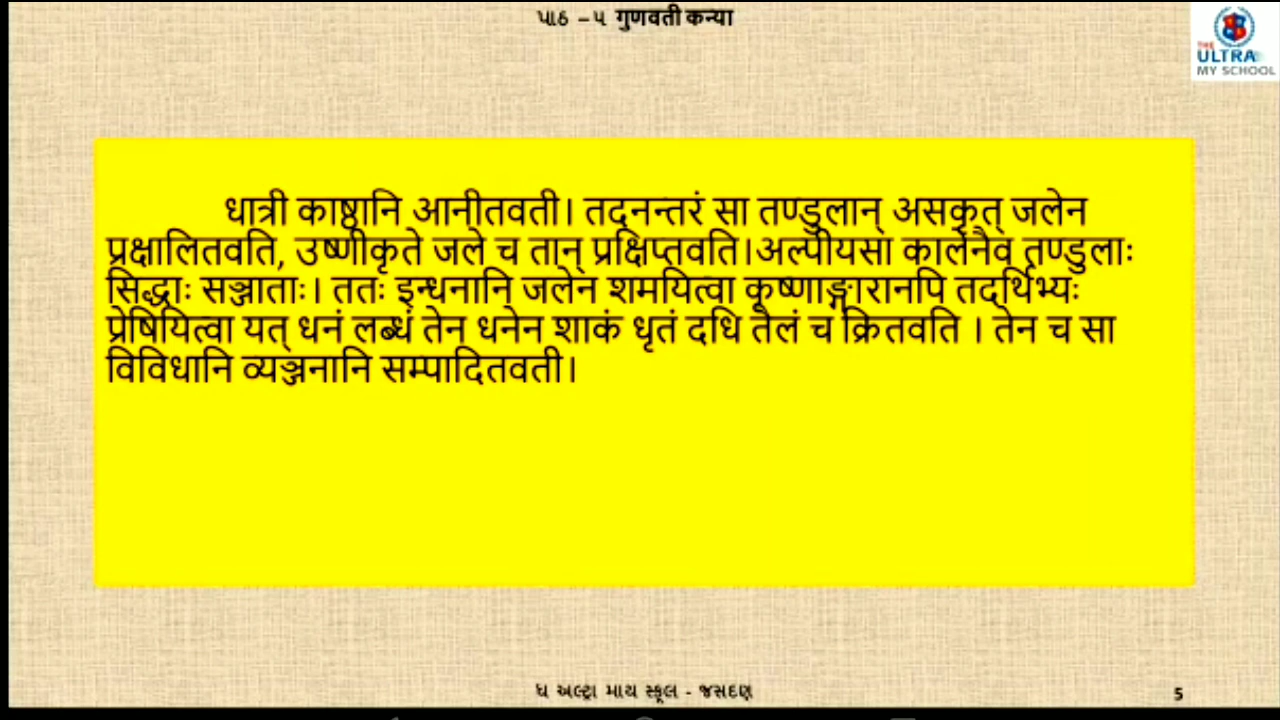 પાઠ – ૫ गुणवती कन्या
THE
ULTRA
MY SCHOOL
धात्री काष्ठानि आनीतवती। तदनन्तरं सा तण्डुलान् असकृत् जलेन
प्रक्षालितवति, उष्णीकृते जले च तान् प्रक्षिप्तवति।अल्पीयसा कालेनैव तण्डुलाः
सिद्धाः सञ्जाताः। ततः इन्धनानि जलेन शमयित्वा कृष्णाङ्गारानपि तदर्थिभ्यः
प्रेषियित्वा यत् धनं लब्धं तेन धनेन शाकं धृतं दधि तैलं च क्रितवति । तेन च सा
विविधानि व्यञ्जनानि सम्पादितवती।
ધ અલ્ટ્રા માય સ્કૂલ - જસદણ
5